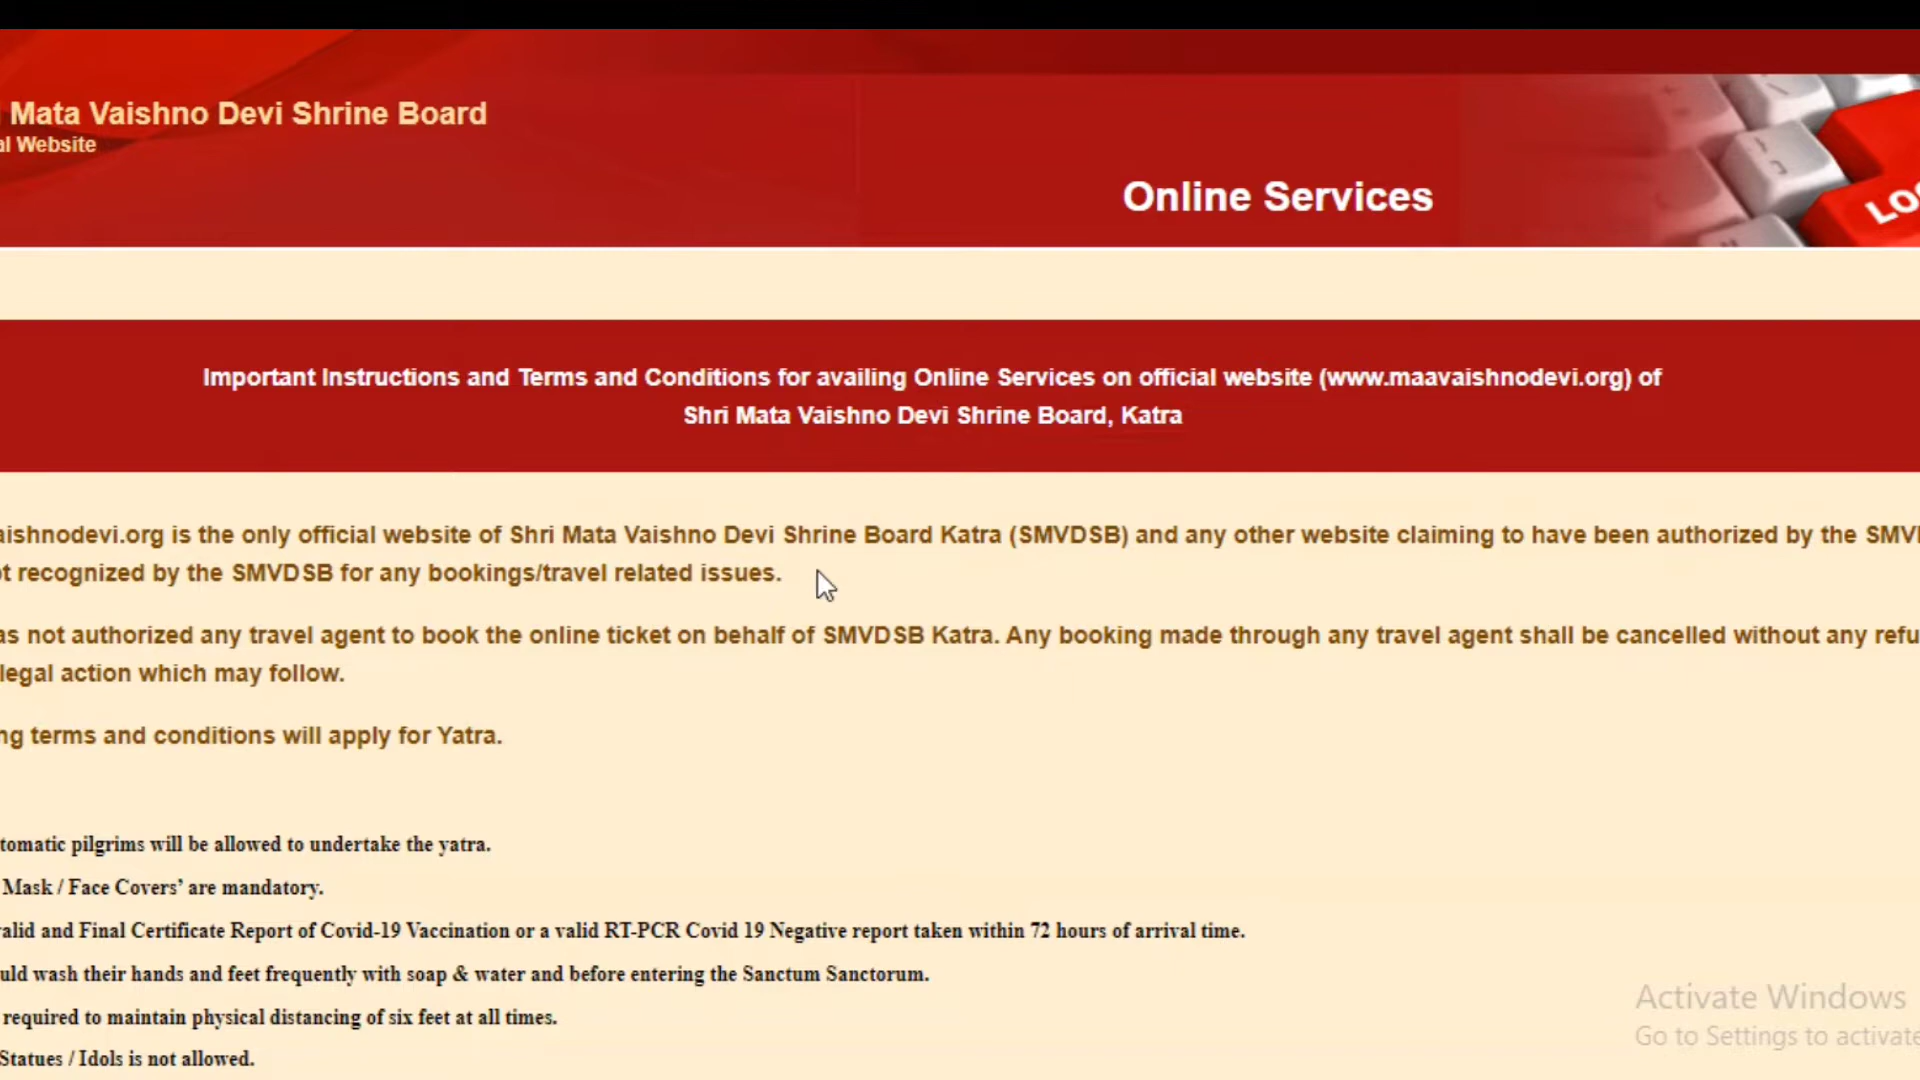 Mata Vaishno Devi Shrine Board
Website
Online Services
Important Instructions and Terms and Conditions for availing Online Services on official website (www.maavaishnodevi.org) of
Shri Mata Vaishno Devi Shrine Board, Katra
aishnodevi.org is the only official website of Shri Mata Vaishno Devi Shrine Board Katra (SMVDSB) and any other website claiming to have been authorized by the SMV
recognized by the SMVDSB for any bookings/travel related issues.
as not authorized any travel agent to book the online ticket on behalf of SMVDSB Katra. Any booking made through any travel agent shall be cancelled without any refu
legal action which may follow.
ng terms and conditions will apply for Yatra.
tomatic pilgrims will be allowed to undertake the yatra.
Mask / Face Covers’ are mandatory.
alid and Final Certificate Report of Covid-19 Vaccination or a valid RT-PCR Covid 19 Negative report taken within 72 hours of arrival time.
uld wash their hands and feet frequently with soap & water and before entering the Sanctum Sanctorum.
required to maintain physical distancing of six feet at all times.
Statues / Idols is not allowed.
Activate Windows
Go to Settings to activate